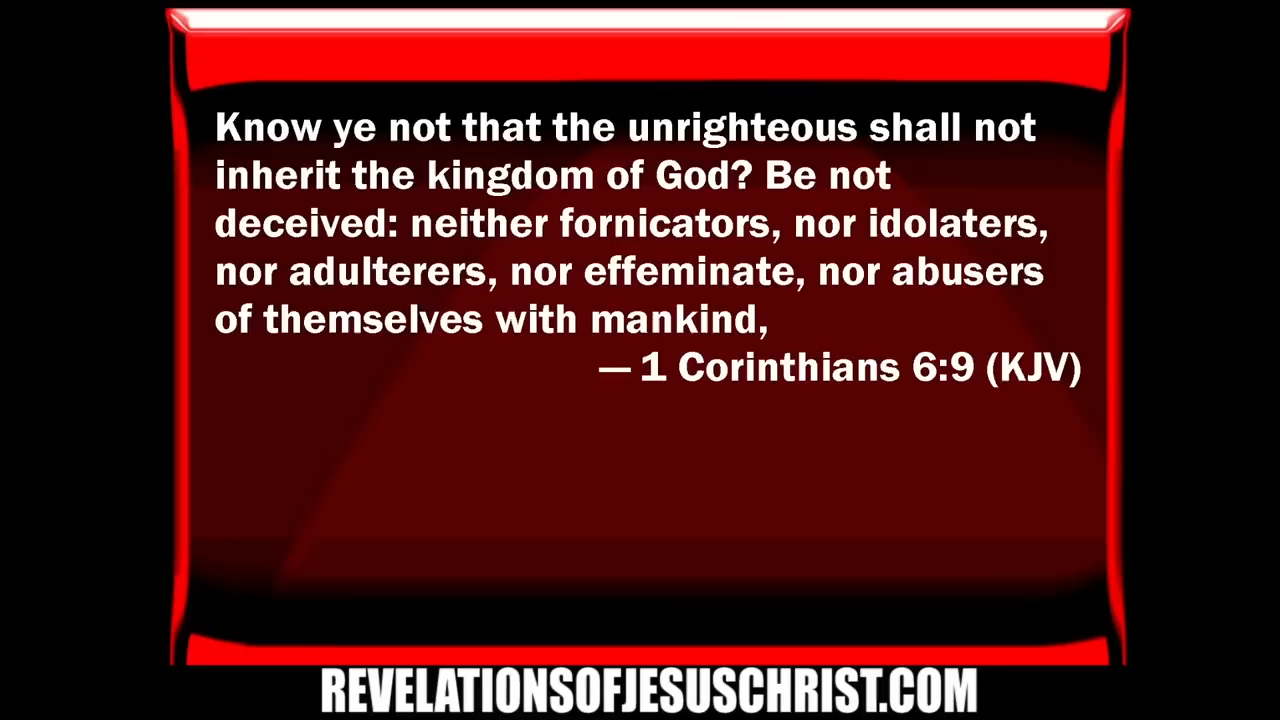 Know ye not that the unrighteous shall not
inherit the kingdom of God? Be not
deceived: neither fornicators, nor idolaters,
nor adulterers, nor effeminate, nor abusers
of themselves with mankind,
— 1 Corinthians 6:9 (KJV)
REVELATIONSOFJESUSCHRIST.COM